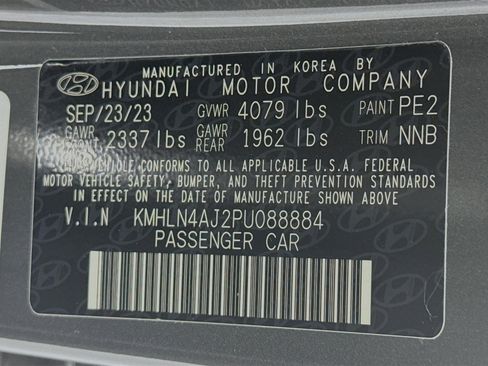 MANUFACTURED IN KOREA BY
HYUNDAI MOTOR COMPANY
SEP/23/23 GVWR 4079 lbs PAINT PE2
GAWR FRONT 2337 lbs GAWR REAR 1962 lbs TRIM NNB
THIS VEHICLE CONFORMS TO ALL APPLICABLE U.S.A. FEDERAL
MOTOR VEHICLE SAFETY, BUMPER, AND THEFT PREVENTION STANDARDS
IN EFFECT ON THE DATE OF MANUFACTURE SHOWN ABOVE
V.I.N KMHLN4AJ2PU088884
PASSENGER CAR